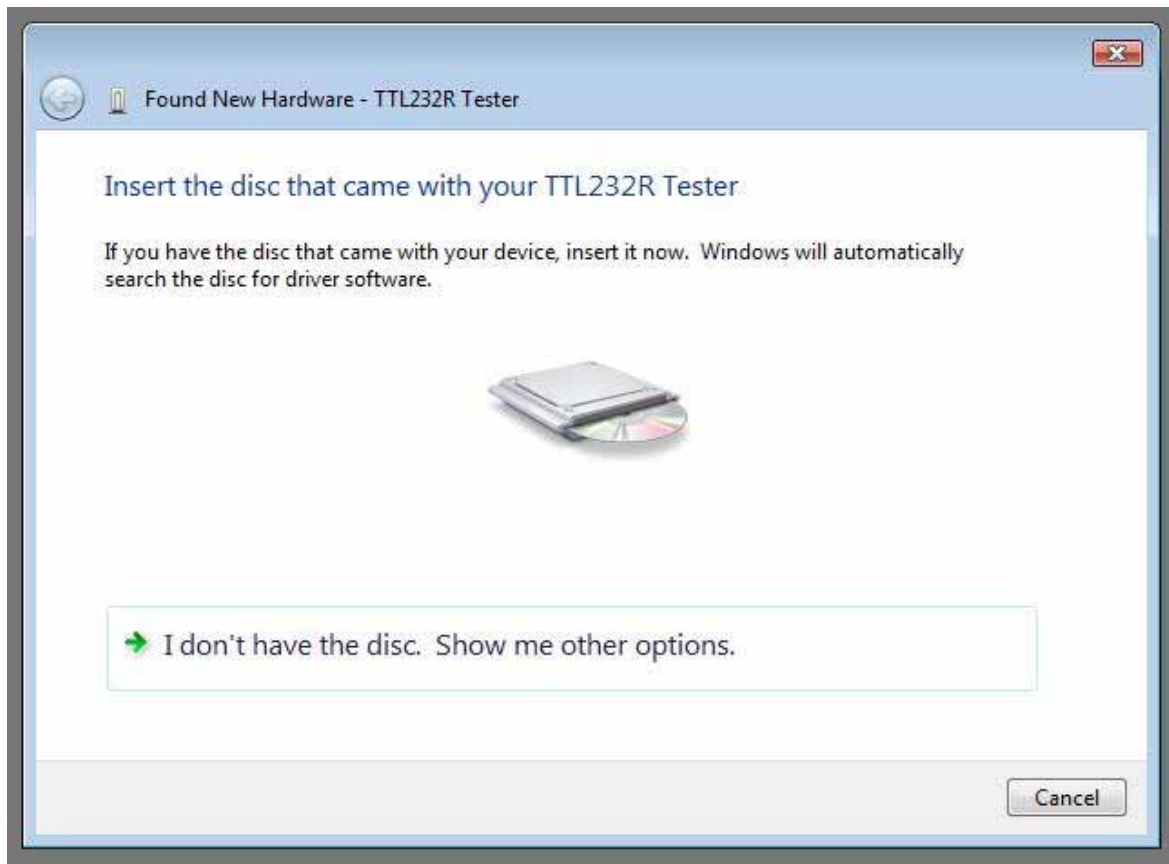 Found New Hardware - TTL232R Tester
Insert the disc that came with your TTL232R Tester
If you have the disc that came with your device, insert it now.  Windows will automatically
search the disc for driver software.
I don't have the disc.  Show me other options.
Cancel